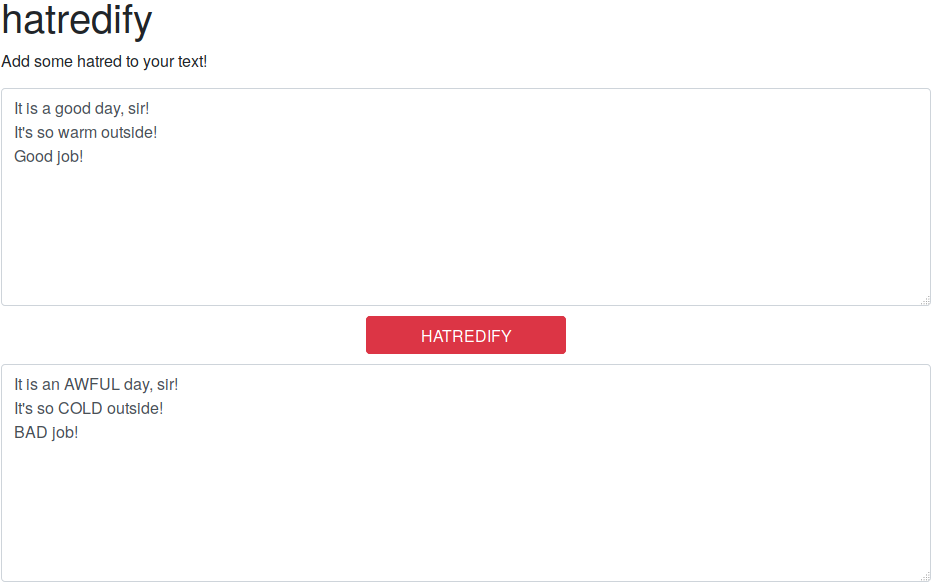 hatredify
Add some hatred to your text!
It is a good day, sir!
It's so warm outside!
Good job!
HATREDIFY
It is an AWFUL day, sir!
It's so COLD outside!
BAD job!